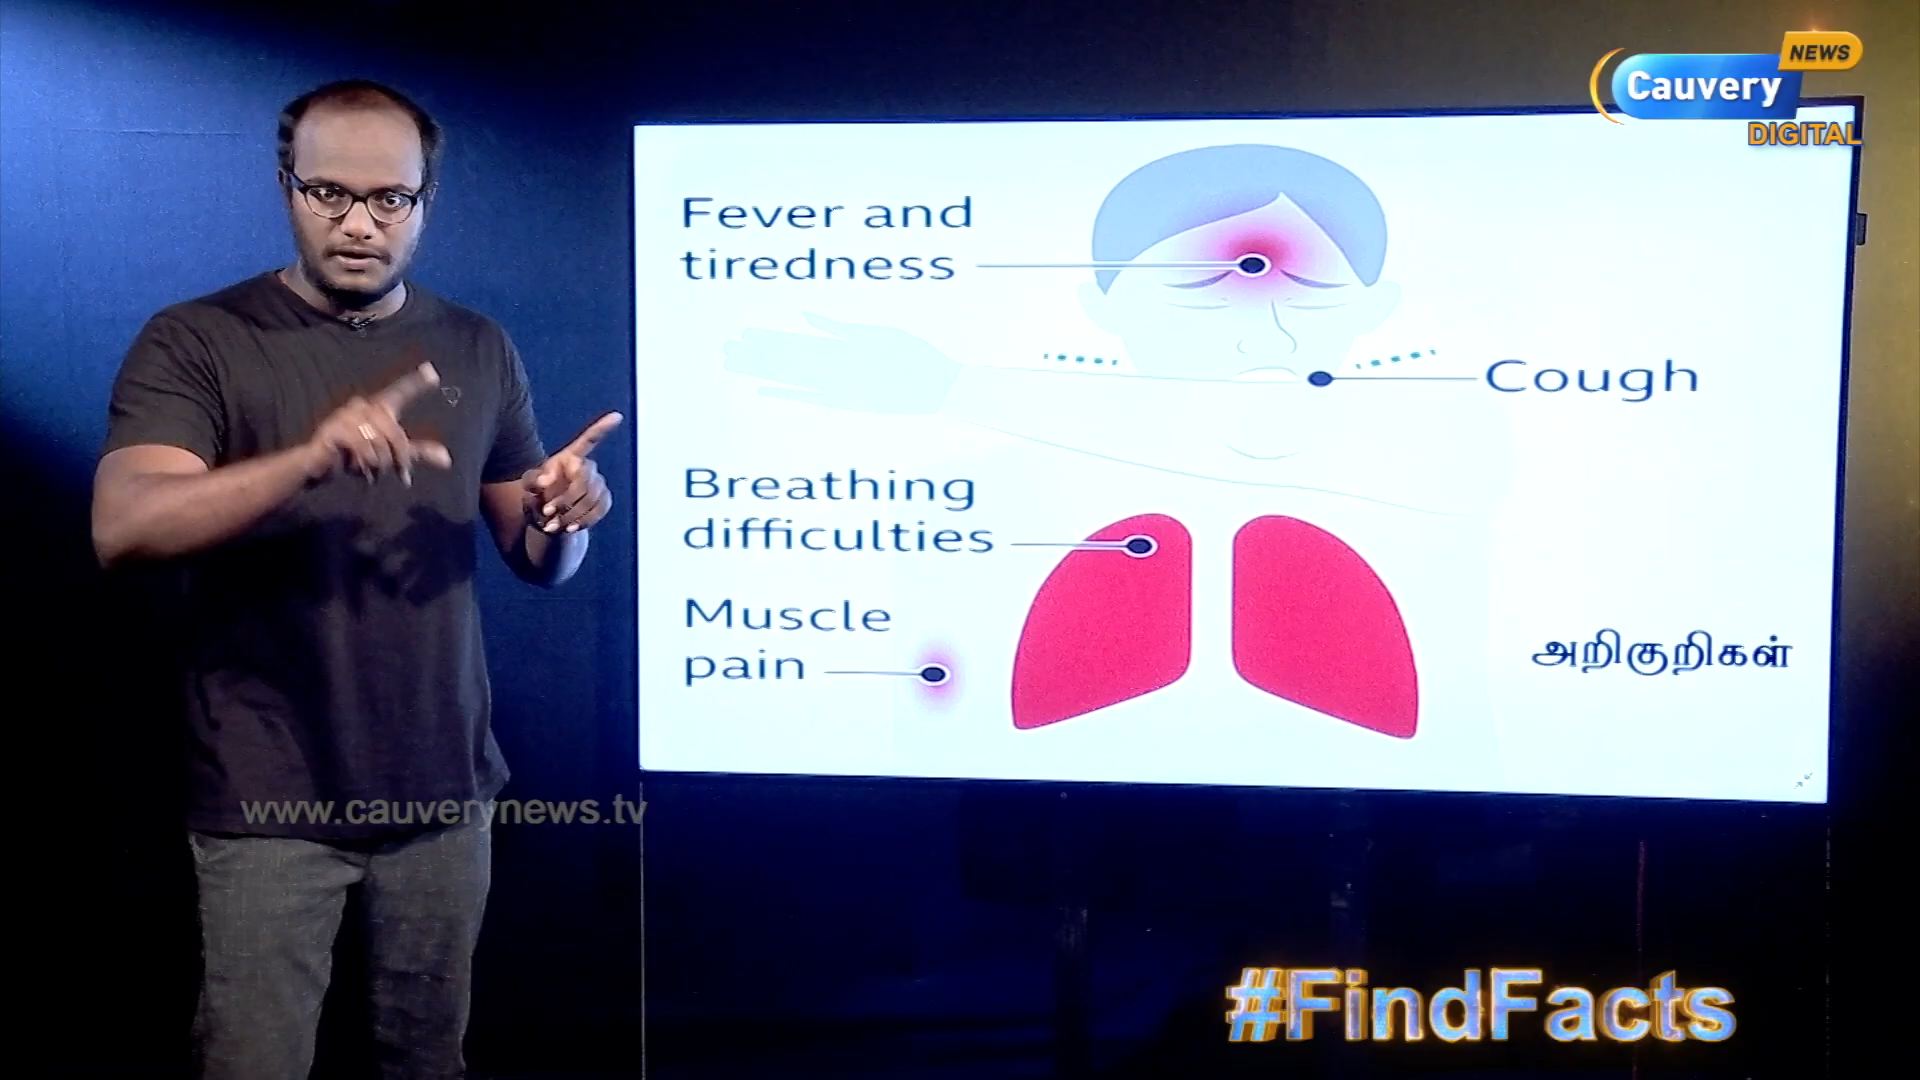 NEWS
Cauvery
DIGITAL
Fever and
tiredness
Cough
Breathing
difficulties
Muscle
pain
அறிகுறிகள்
www.cauverynews.tv
#FindFacts